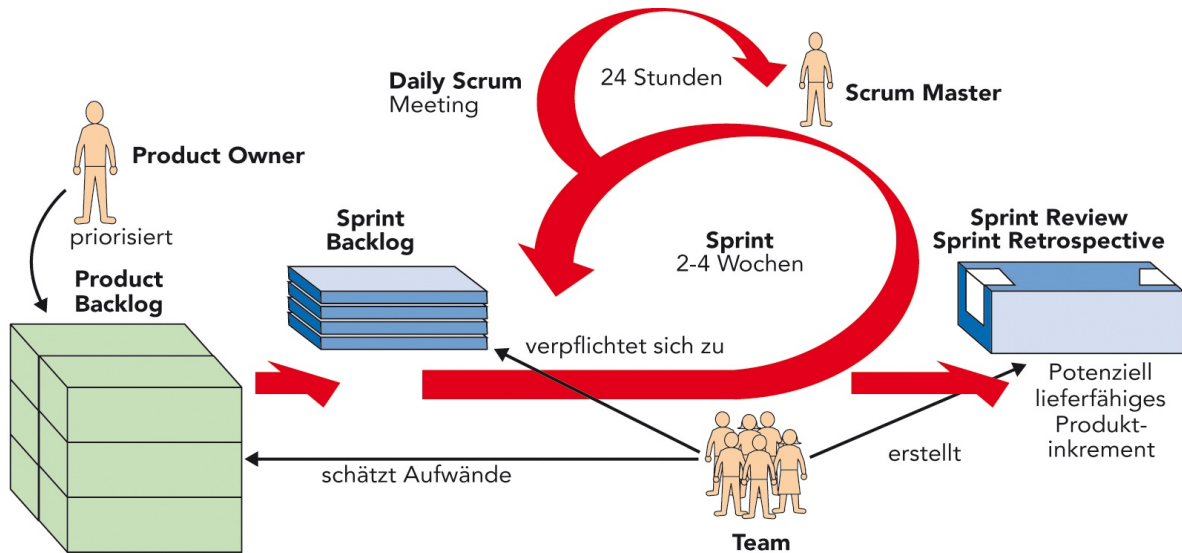 Daily Scrum
Meeting
24 Stunden
Scrum Master
Product Owner
priorisiert
Product
Backlog
Sprint
Backlog
Sprint
2-4 Wochen
Sprint Review
Sprint Retrospective
verpflichtet sich zu
Potenziell
lieferfähiges
Produkt-
inkrement
schätzt Aufwände
erstellt
Team